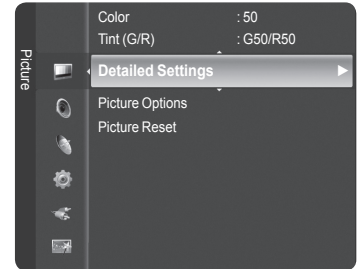 Picture
Color : 50
Tint (G/R) : G50/R50
Detailed Settings
Picture Options
Picture Reset